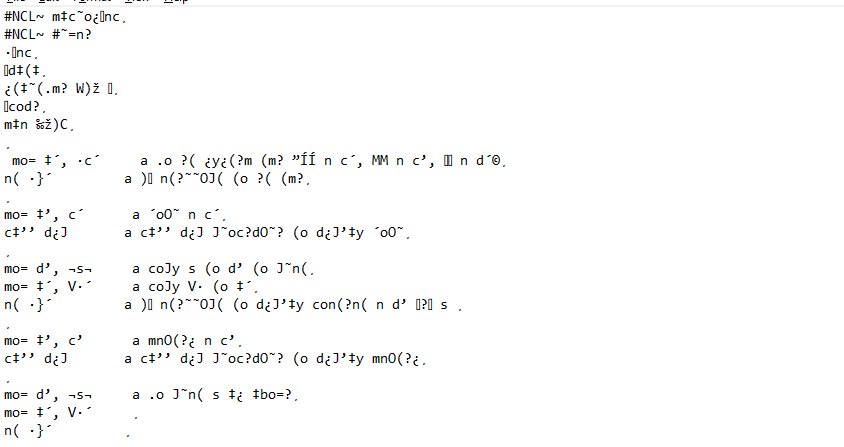 #NCL~ m‡c˜o¿▯nc¸
#NCL~ #˜=n?
·▯nc¸
▯d‡(‡¸
¿(‡˜(.m? W)ž ▯¸
▯cod?¸
m‡n ‰ž)C¸
¸
mo= ‡´, ·c´ a .o ?( ¿y¿(?m (m? ”ÍÍ n c´, MM n c’, ▯▯ n d´©¸
n( ·}´ a )▯ n(?˜˜OJ( (o ?( (m?¸
¸
mo= ‡’, c´ a ´oO˜ n c´¸
c‡’’ d¿J a c‡’’ d¿J J˜oc?dO˜? (o d¿J’‡y ´oO˜¸
¸
mo= d’, ¬s¬ a coJy s (o d’ (o J˜n(¸
mo= ‡´, V·´ a coJy V· (o ‡´¸
n( ·}´ a )▯ n(?˜˜OJ( (o d¿J’‡y con(?n( n d’ ▯?▯ s ¸
¸
mo= ‡’, c’ a mnO(?¿ n c’¸
c‡’’ d¿J a c‡’’ d¿J J˜oc?dO˜? (o d¿J’‡y mnO(?¿¸
¸
mo= d’, ¬s¬ a .o J˜n( s ‡¿ ‡bo=?¸
mo= ‡´, V·´ ¸
n( ·}´ ¸